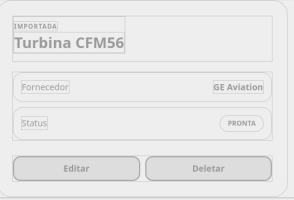 IMPORTADA
Turbina CFM56
Fornecedor GE Aviation
Status PRONTA
Editar Deletar